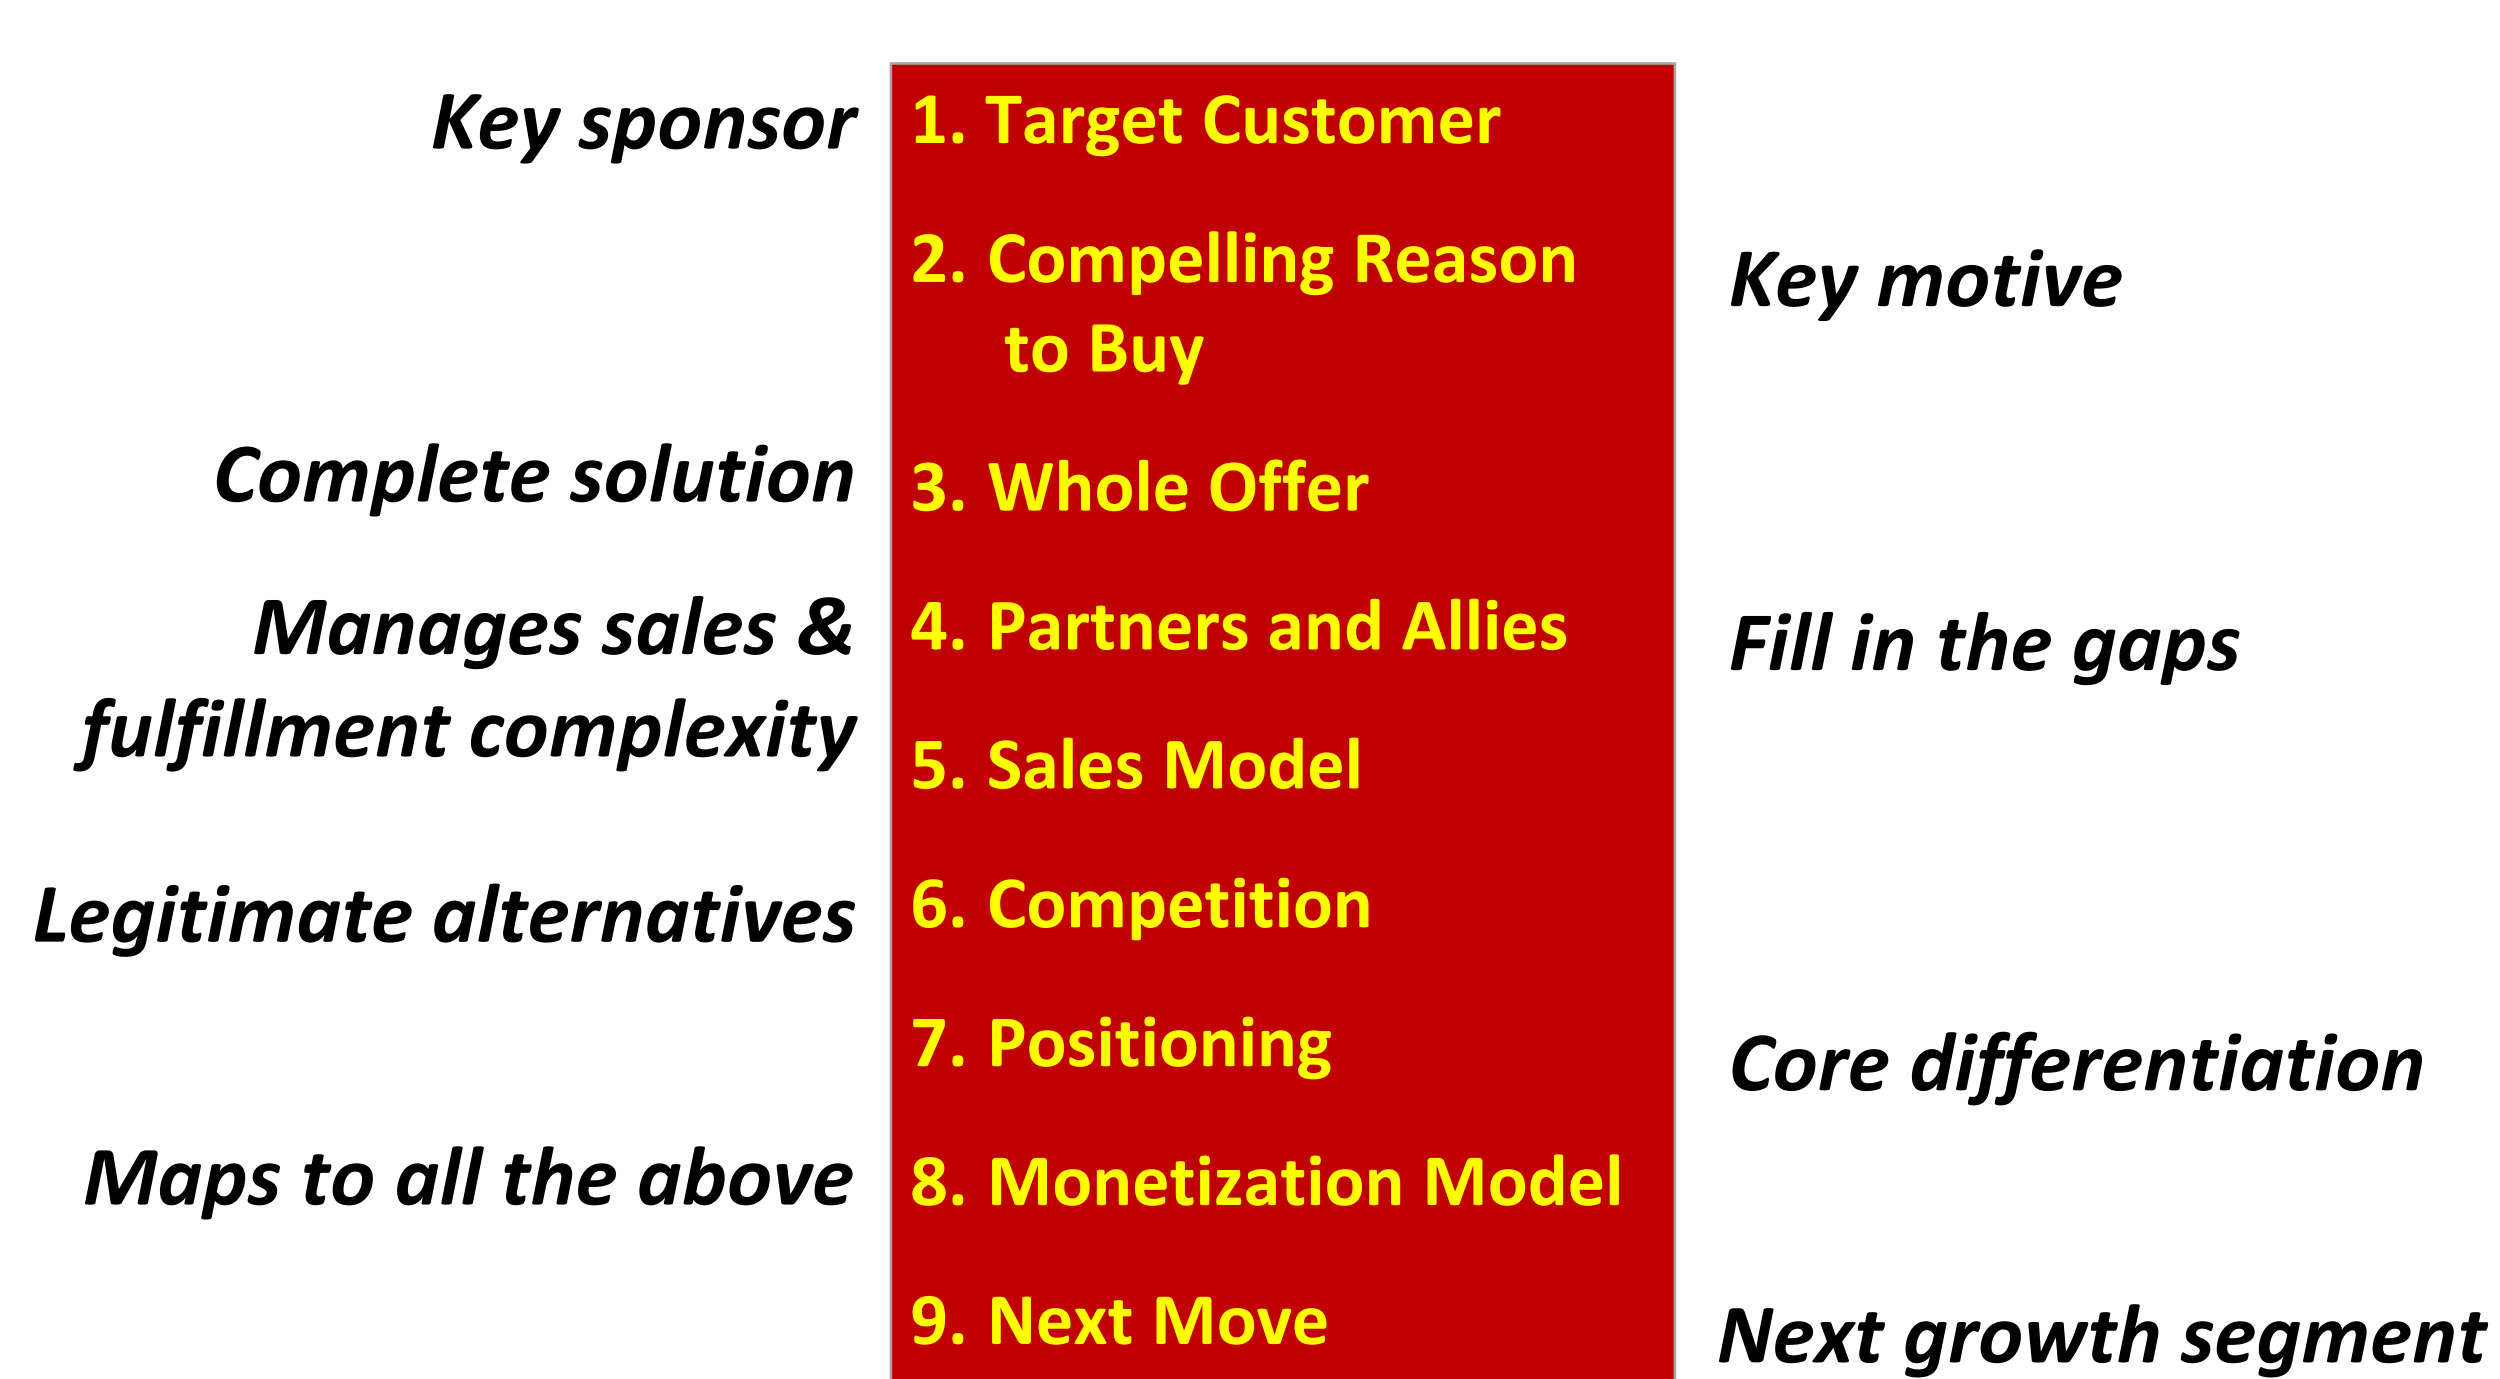 Key sponsor
1. Target Customer
2. Compelling Reason
to Buy
Key motive
Complete solution
3. Whole Offer
Manages sales &
fulfillment complexity
4. Partners and Allies
Fill in the gaps
5. Sales Model
Legitimate alternatives
6. Competition
7. Positioning
Core differentiation
Maps to all the above
8. Monetization Model
9. Next Move
Next growth segment